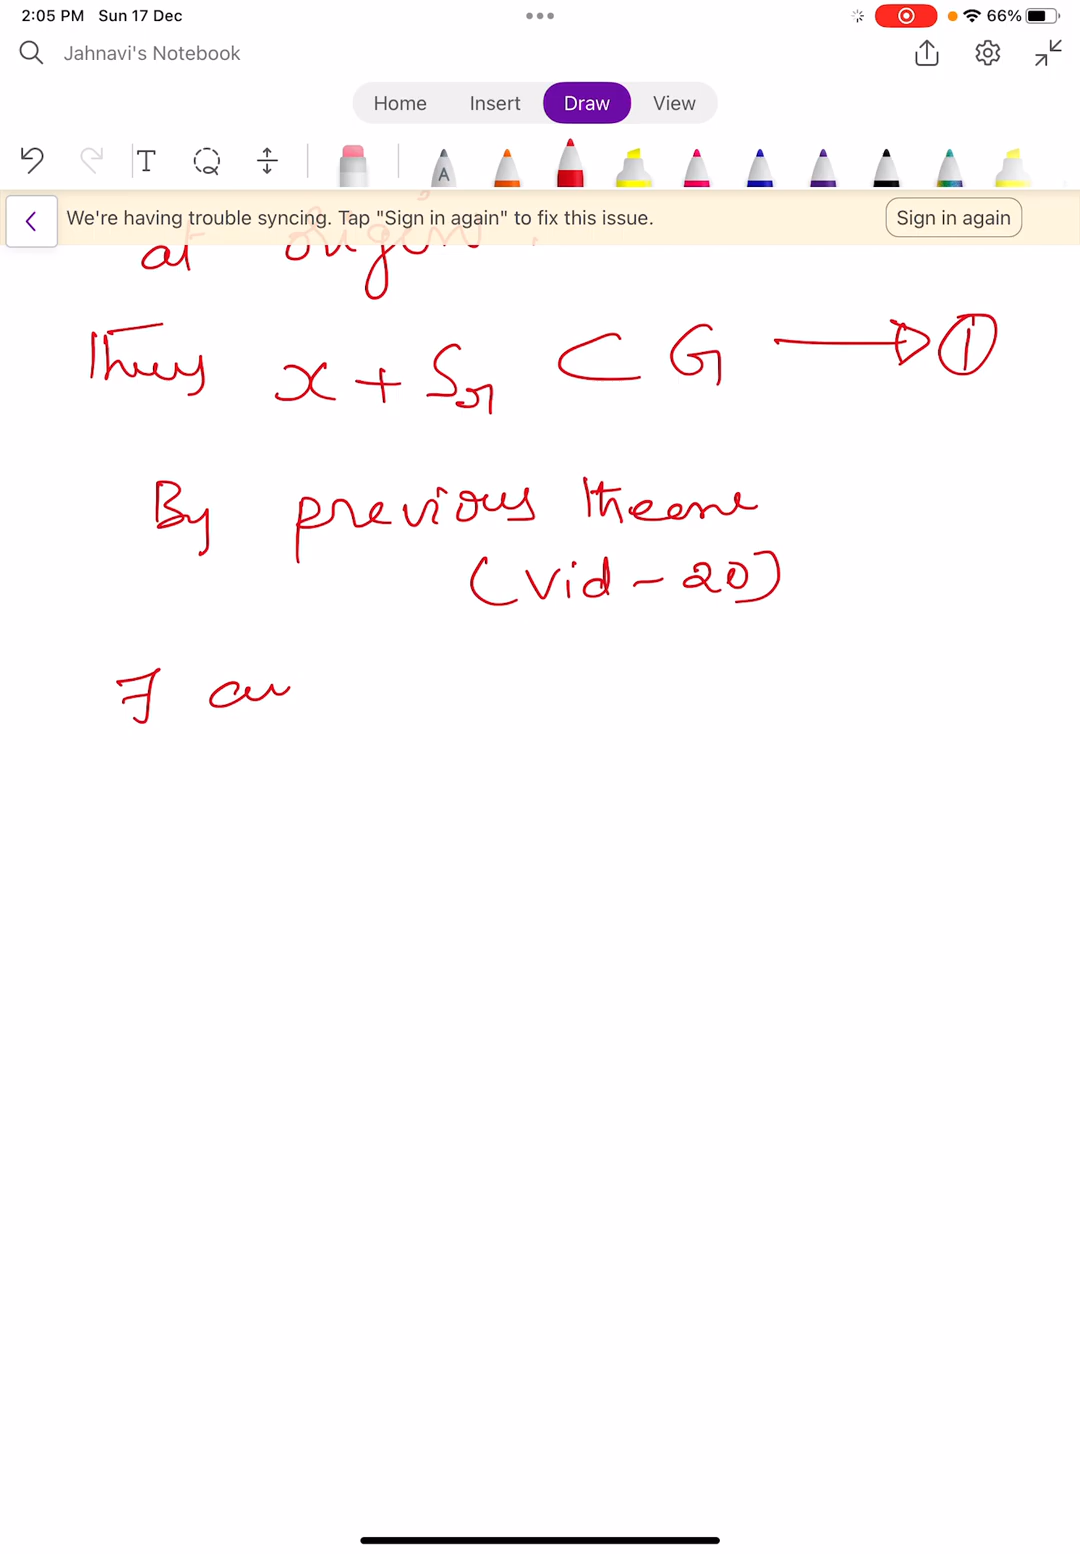 2:05 PM Sun 17 Dec 66%
Jahnavi's Notebook
Home Insert Draw View
T A
We're having trouble syncing. Tap "Sign in again" to fix this issue. Sign in again
at origin.
Thus x + Sr ⊂ G → ①
By previous theorem
(vid - 20)
∃ an